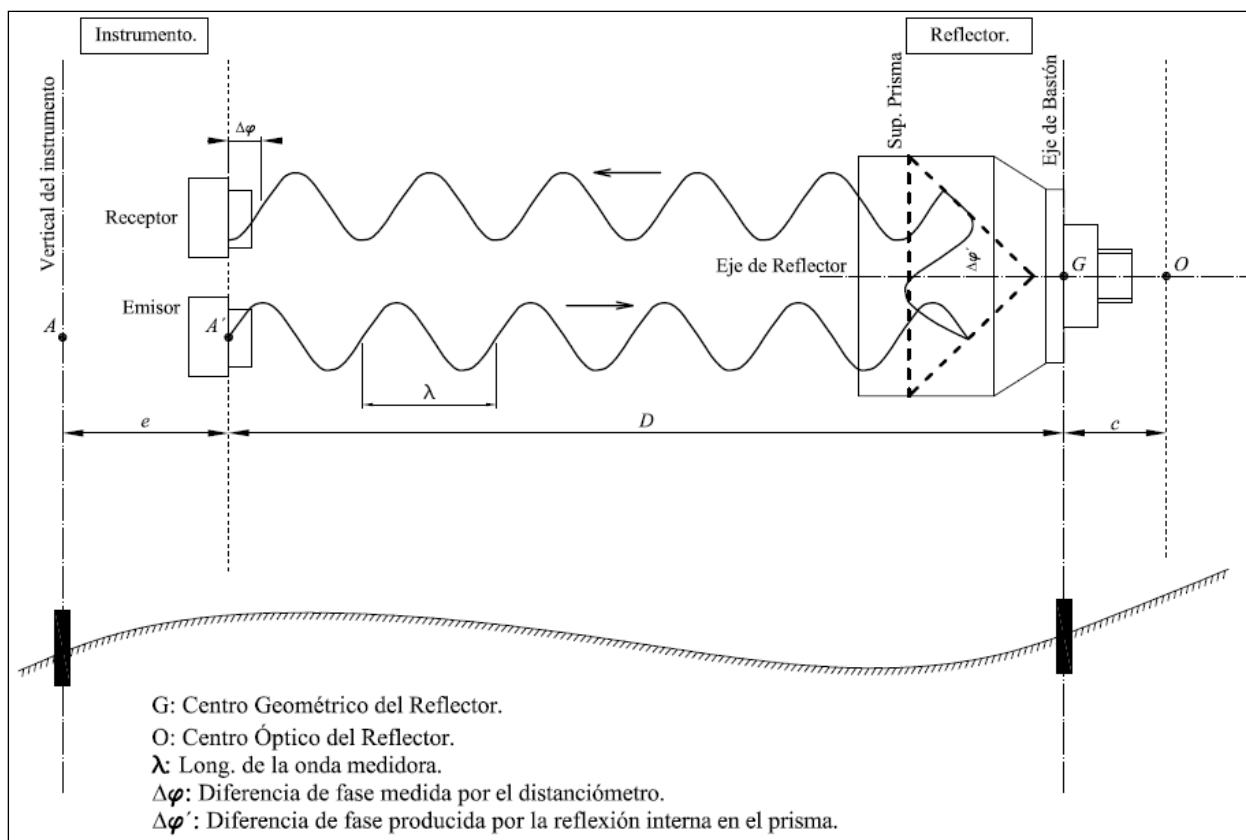 Instrumento.
Reflector.
Vertical del instrumento
Δφ
Sup. Prisma
Eje de Bastón
Receptor
Eje de Reflector
Δφ´
G
O
Emisor
A
A´
λ
e
D
c
G: Centro Geométrico del Reflector.
O: Centro Óptico del Reflector.
λ: Long. de la onda medidora.
Δφ: Diferencia de fase medida por el distanciómetro.
Δφ´: Diferencia de fase producida por la reflexión interna en el prisma.